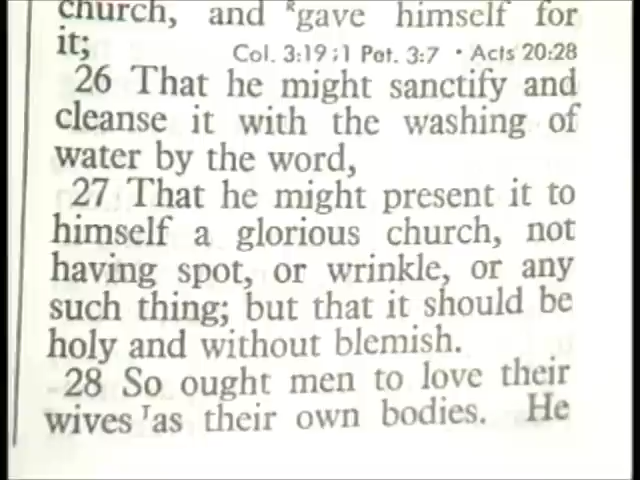 church, and ᴿgave himself for
it; Col. 3:19; 1 Pet. 3:7 • Acts 20:28
26 That he might sanctify and
cleanse it with the washing of
water by the word,
27 That he might present it to
himself a glorious church, not
having spot, or wrinkle, or any
such thing; but that it should be
holy and without blemish.
28 So ought men to love their
wives ᵀas their own bodies. He